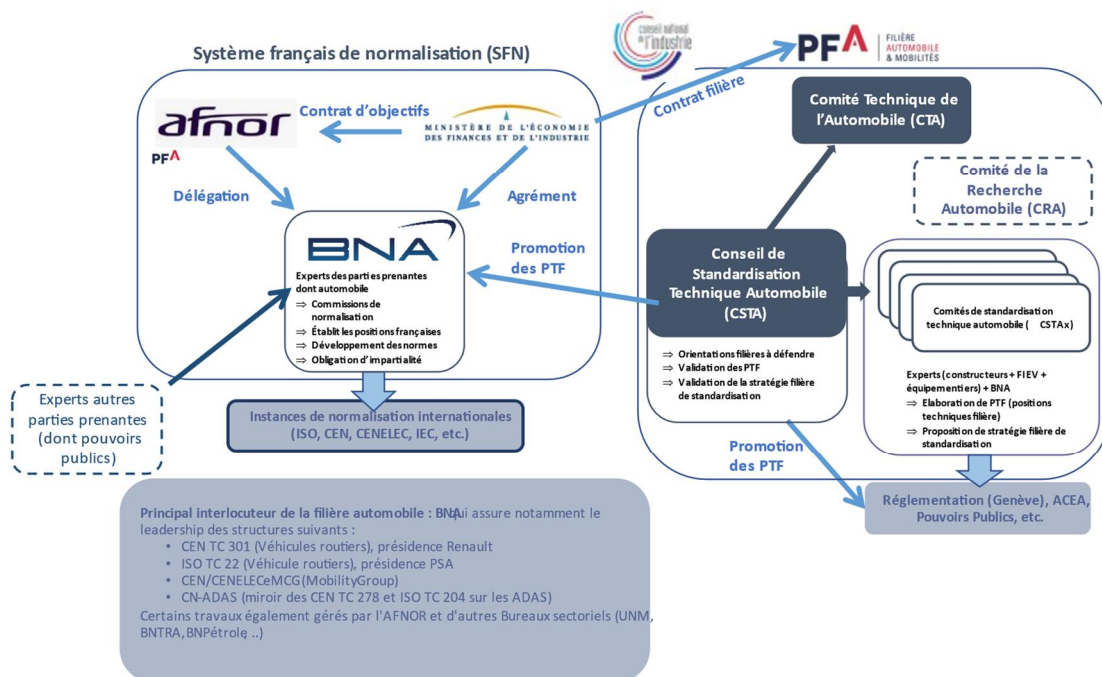 conseil national
de l'industrie
PFA
FILIÈRE
AUTOMOBILE
& MOBILITÉS
Système français de normalisation (SFN)
afnor
PFA
Contrat d'objectifs
MINISTÈRE DE L'ÉCONOMIE
DES FINANCES ET DE L'INDUSTRIE
Contrat filière
Délégation
Agrément
BNA
Experts des parties prenantes
dont automobile
⇒ Commissions de
normalisation
⇒ Établit les positions françaises
⇒ Développement des normes
⇒ Obligation d'impartialité
Promotion
des PTF
Experts autres
parties prenantes
(dont pouvoirs
publics)
Instances de normalisation internationales
(ISO, CEN, CENELEC, IEC, etc.)
Comité Technique de
l'Automobile (CTA)
Comité de la
Recherche
Automobile (CRA)
Conseil de
Standardisation
Technique Automobile
(CSTA)
⇒ Orientations filières à défendre
⇒ Validation des PTF
⇒ Validation de la stratégie filière
de standardisation
Comités de standardisation
technique automobile ( CSTAx)
Experts (constructeurs + FIEV +
équipementiers) + BNA
⇒ Elaboration de PTF (positions
techniques filière)
⇒ Proposition de stratégie filière de
standardisation
Promotion
des PTF
Réglementation (Genève), ACEA,
Pouvoirs Publics, etc.
Principal interlocuteur de la filière automobile : BNA qui assure notamment le
leadership des structures suivants :
• CEN TC 301 (Véhicules routiers), présidence Renault
• ISO TC 22 (Véhicule routiers), présidence PSA
• CEN/CENELEC eMCG (Mobility Group)
• CN-ADAS (miroir des CEN TC 278 et ISO TC 204 sur les ADAS)
Certains travaux également gérés par l'AFNOR et d'autres Bureaux sectoriels (UNM,
BNTRA, BNPétrole, ..)